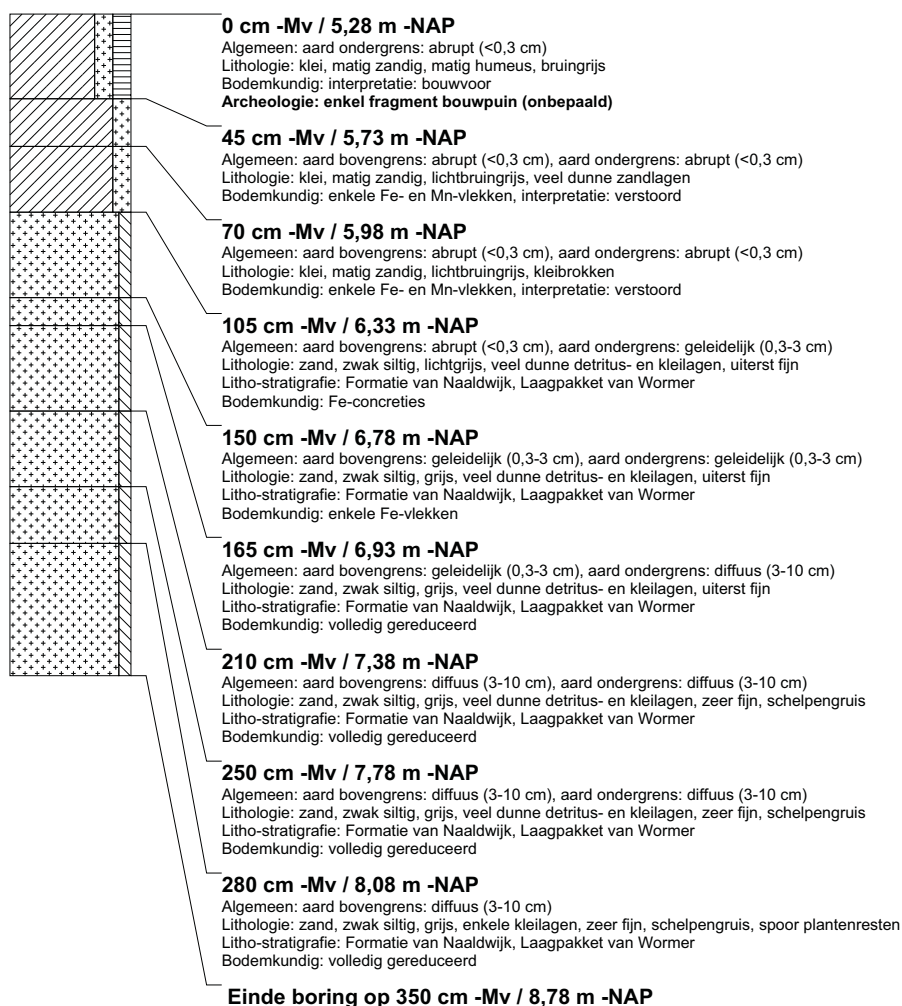 0 cm -Mv / 5,28 m -NAP
Algemeen: aard ondergrens: abrupt (<0,3 cm)
Lithologie: klei, matig zandig, matig humeus, bruingrijs
Bodemkundig: interpretatie: bouwvoor
Archeologie: enkel fragment bouwpuin (onbepaald)
45 cm -Mv / 5,73 m -NAP
Algemeen: aard bovengrens: abrupt (<0,3 cm), aard ondergrens: abrupt (<0,3 cm)
Lithologie: klei, matig zandig, lichtbruingrijs, veel dunne zandlagen
Bodemkundig: enkele Fe- en Mn-vlekken, interpretatie: verstoord
70 cm -Mv / 5,98 m -NAP
Algemeen: aard bovengrens: abrupt (<0,3 cm), aard ondergrens: abrupt (<0,3 cm)
Lithologie: klei, matig zandig, lichtbruingrijs, kleibrokken
Bodemkundig: enkele Fe- en Mn-vlekken, interpretatie: verstoord
105 cm -Mv / 6,33 m -NAP
Algemeen: aard bovengrens: abrupt (<0,3 cm), aard ondergrens: geleidelijk (0,3-3 cm)
Lithologie: zand, zwak siltig, lichtgrijs, veel dunne detritus- en kleilagen, uiterst fijn
Litho-stratigrafie: Formatie van Naaldwijk, Laagpakket van Wormer
Bodemkundig: Fe-concreties
150 cm -Mv / 6,78 m -NAP
Algemeen: aard bovengrens: geleidelijk (0,3-3 cm), aard ondergrens: geleidelijk (0,3-3 cm)
Lithologie: zand, zwak siltig, grijs, veel dunne detritus- en kleilagen, uiterst fijn
Litho-stratigrafie: Formatie van Naaldwijk, Laagpakket van Wormer
Bodemkundig: enkele Fe-vlekken
165 cm -Mv / 6,93 m -NAP
Algemeen: aard bovengrens: geleidelijk (0,3-3 cm), aard ondergrens: diffuus (3-10 cm)
Lithologie: zand, zwak siltig, grijs, veel dunne detritus- en kleilagen, uiterst fijn
Litho-stratigrafie: Formatie van Naaldwijk, Laagpakket van Wormer
Bodemkundig: volledig gereduceerd
210 cm -Mv / 7,38 m -NAP
Algemeen: aard bovengrens: diffuus (3-10 cm), aard ondergrens: diffuus (3-10 cm)
Lithologie: zand, zwak siltig, grijs, veel dunne detritus- en kleilagen, zeer fijn, schelpengruis
Litho-stratigrafie: Formatie van Naaldwijk, Laagpakket van Wormer
Bodemkundig: volledig gereduceerd
250 cm -Mv / 7,78 m -NAP
Algemeen: aard bovengrens: diffuus (3-10 cm), aard ondergrens: diffuus (3-10 cm)
Lithologie: zand, zwak siltig, grijs, veel dunne detritus- en kleilagen, zeer fijn, schelpengruis
Litho-stratigrafie: Formatie van Naaldwijk, Laagpakket van Wormer
Bodemkundig: volledig gereduceerd
280 cm -Mv / 8,08 m -NAP
Algemeen: aard bovengrens: diffuus (3-10 cm)
Lithologie: zand, zwak siltig, grijs, enkele kleilagen, zeer fijn, schelpengruis, spoor plantenresten
Litho-stratigrafie: Formatie van Naaldwijk, Laagpakket van Wormer
Bodemkundig: volledig gereduceerd
Einde boring op 350 cm -Mv / 8,78 m -NAP